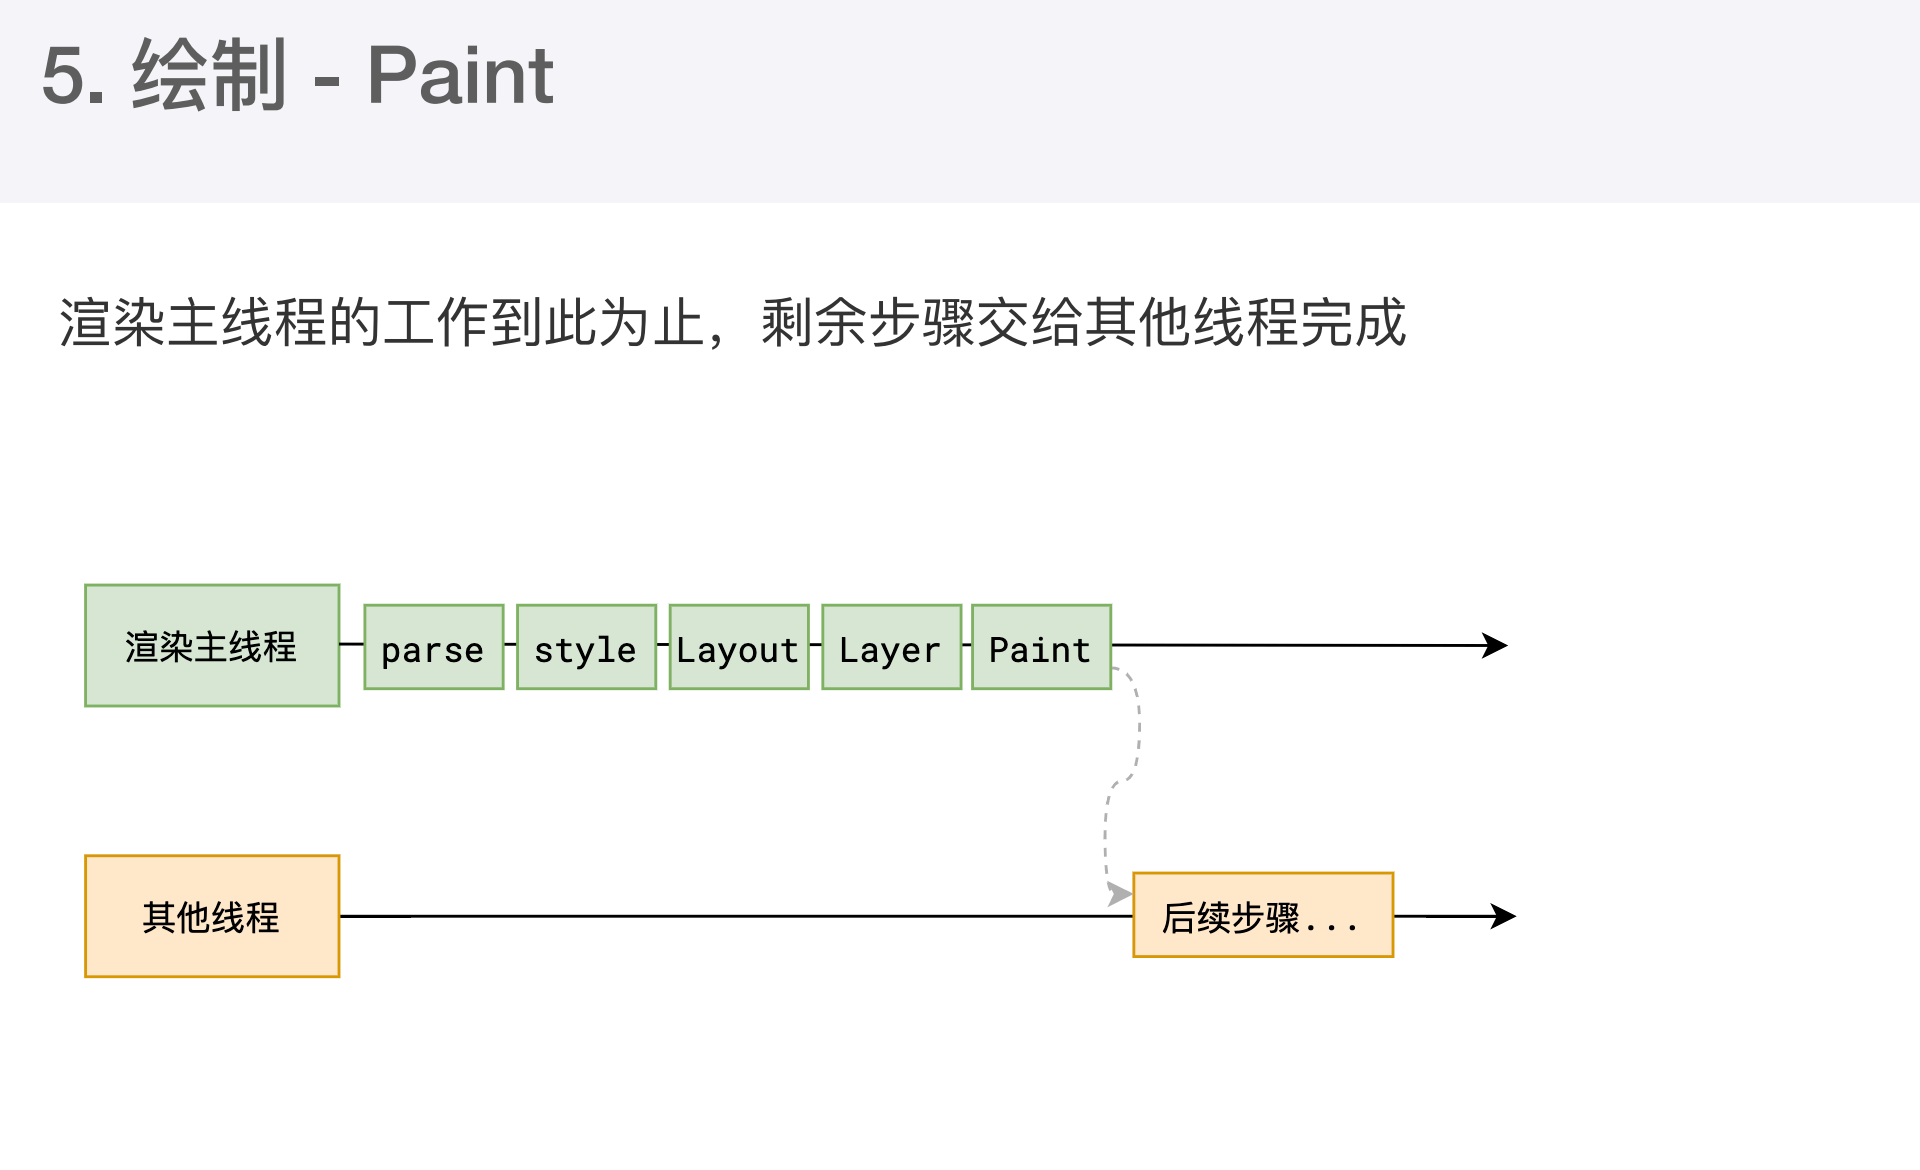 5. 绘制 - Paint
渲染主线程的工作到此为止，剩余步骤交给其他线程完成
渲染主线程
parse
style
Layout
Layer
Paint
其他线程
后续步骤...